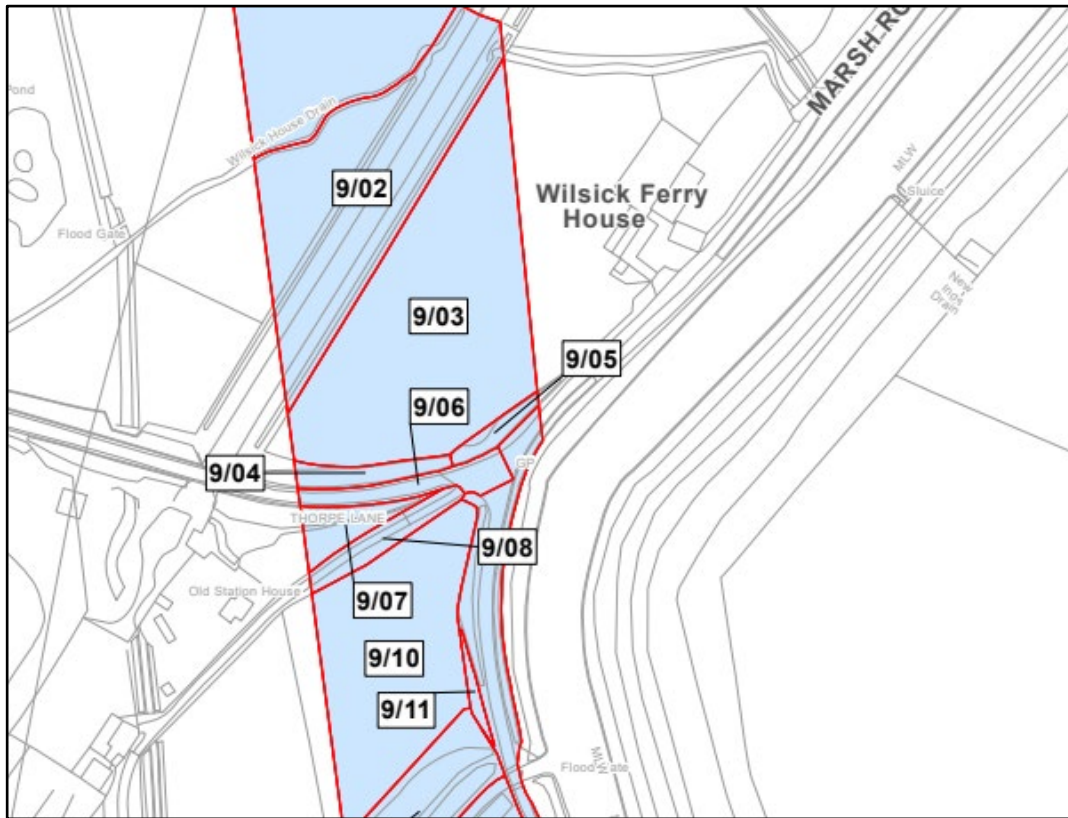 MARSH RO
Pond
Wilsick House Drain
MLW
9/02
Wilsick Ferry
House
Sluice
Flood Gate
New
Inds
Drain
9/03
9/05
9/06
GP
9/04
THORPE LANE
9/08
Old Station House
9/07
9/10
9/11
Flood Gate
MLW